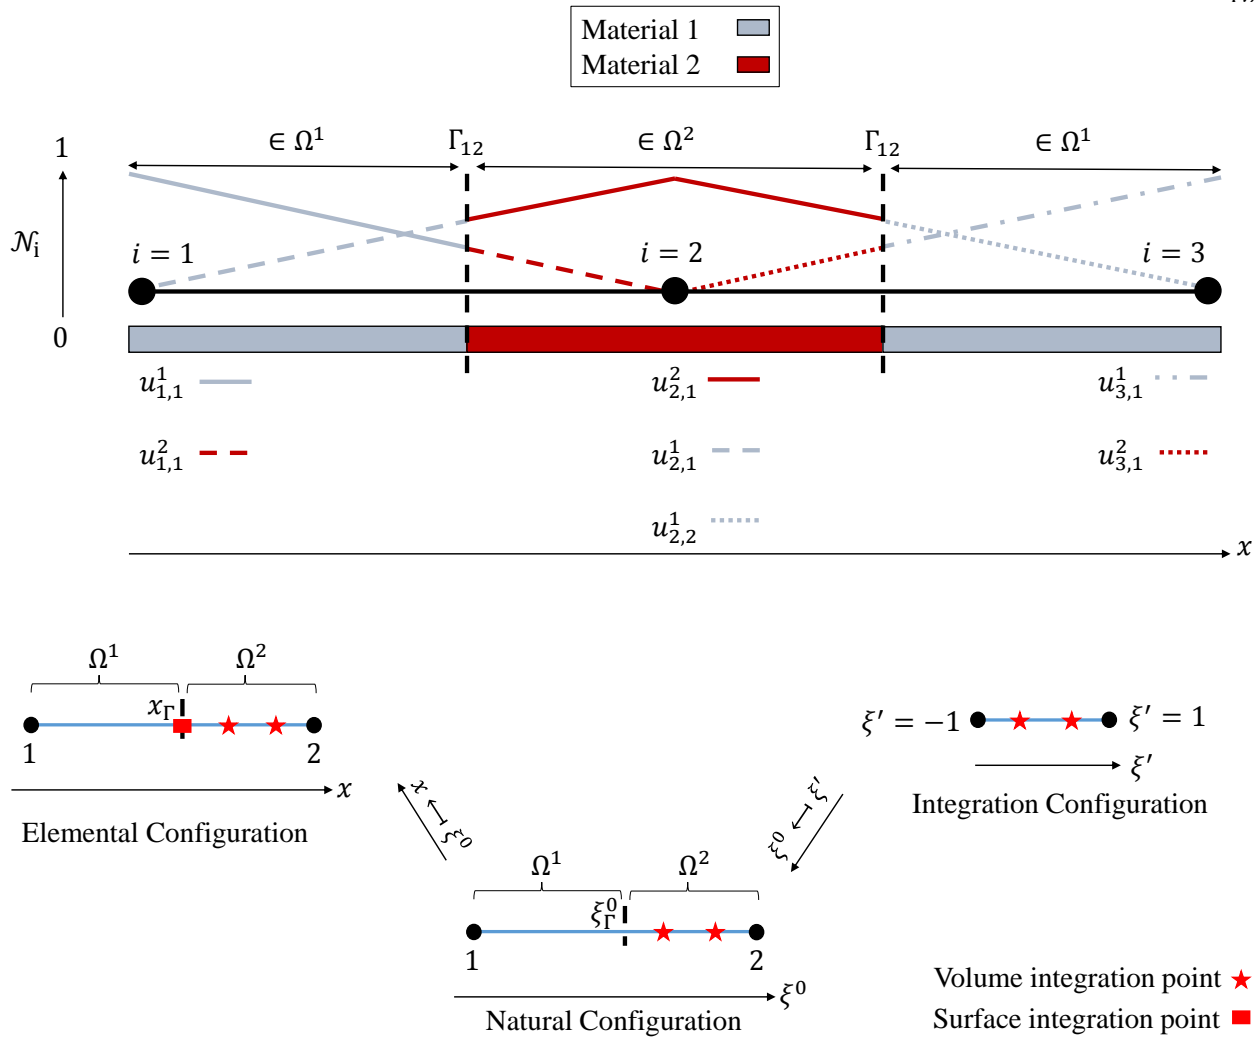 Material 1
Material 2
∈ Ω¹ Γ₁₂ ∈ Ω² Γ₁₂ ∈ Ω¹
1
𝒩ᵢ
i = 1 i = 2 i = 3
0
u¹₁,₁ u²₂,₁ u¹₃,₁
u²₁,₁ u¹₂,₁ u²₃,₁
u¹₂,₂
x
Ω¹ Ω²
x_Γ
1 2
x
Elemental Configuration
ξ′ = −1 ξ′ = 1
ξ′
Integration Configuration
x ⟵ ξ⁰
ξ⁰ ⟵ ξ′
Ω¹ Ω²
ξ⁰_Γ
1 2
ξ⁰
Natural Configuration
Volume integration point
Surface integration point